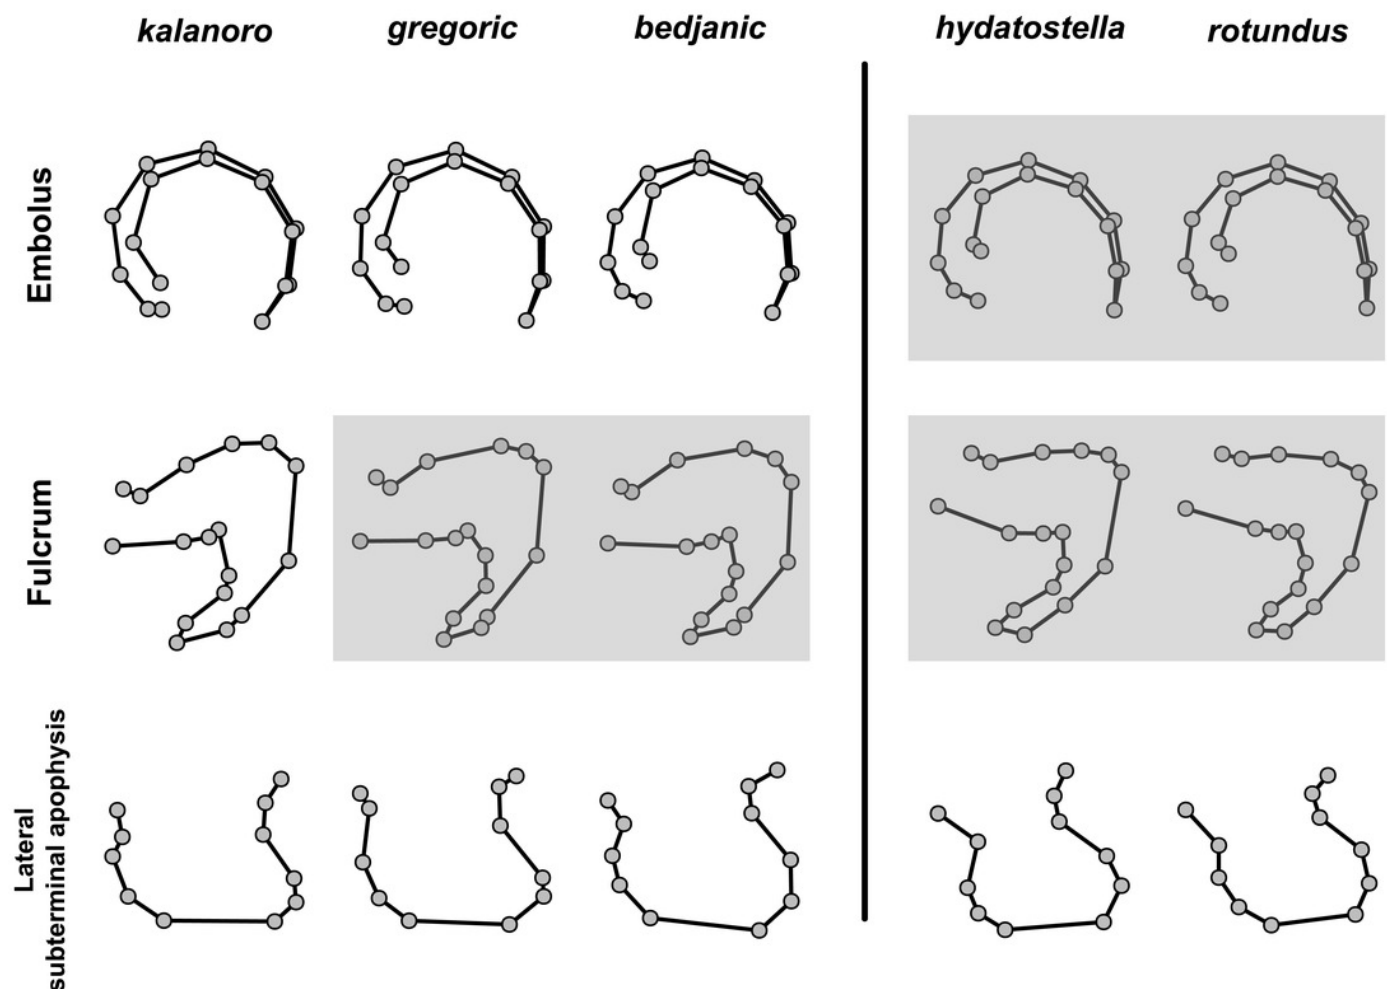 kalanoro gregoric bedjanic hydatostella rotundus
Embolus
Fulcrum
Lateral
subterminal apophysis